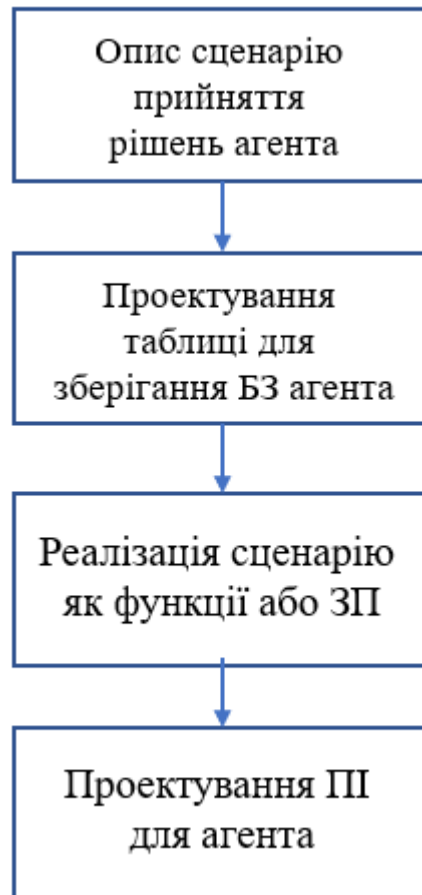 Опис сценарію
прийняття
рішень агента
Проектування
таблиці для
зберігання БЗ агента
Реалізація сценарію
як функції або ЗП
Проектування ПІ
для агента